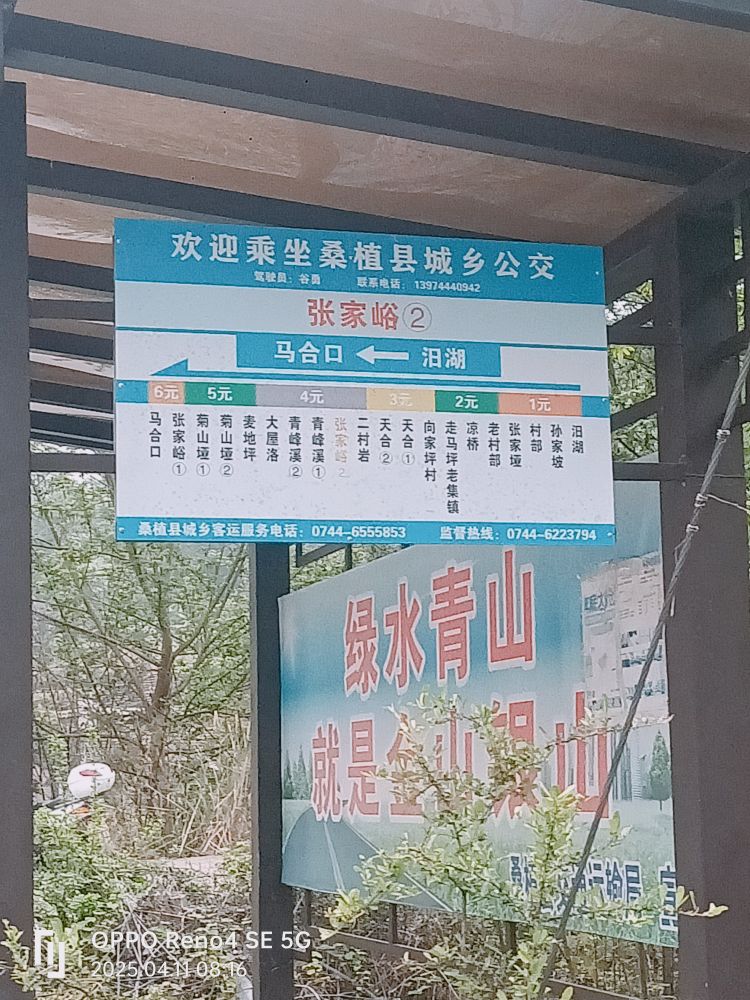 欢迎乘坐桑植县城乡公交
驾驶员：谷勇 联系电话：13974440942
张家峪②
马合口 ← 汨湖
6元 5元 4元 3元 2元 1元
马合口
张家峪①
菊山垭①
菊山垭②
麦地坪
大屋洛
青峰溪②
青峰溪①
张家峪②
二村岩
天合②
天合①
向家坪村
走马坪老集镇
凉桥
老村部
张家垭
村部
孙家坡
汨湖
桑植县城乡客运服务电话：0744-6555853 监督热线：0744-6223794
绿水青山
就是金山银山
OPPO Reno4 SE 5G
2025.04.11 08:16